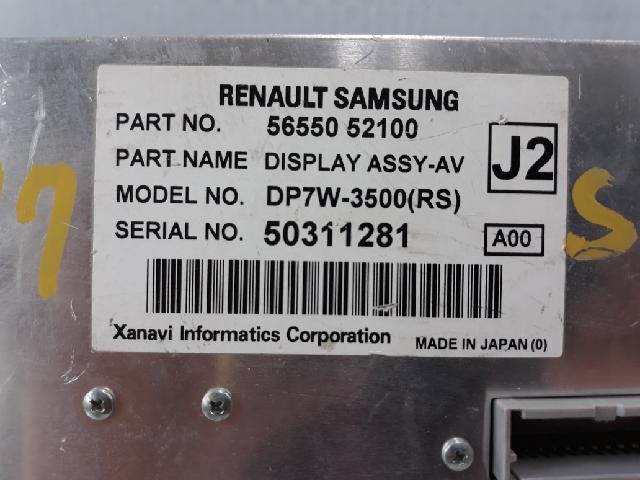 RENAULT SAMSUNG
PART NO. 56550 52100
PART NAME DISPLAY ASSY-AV
J2
MODEL NO. DP7W-3500(RS)
SERIAL NO. 50311281
A00
Xanavi Informatics Corporation
MADE IN JAPAN (0)
7
S